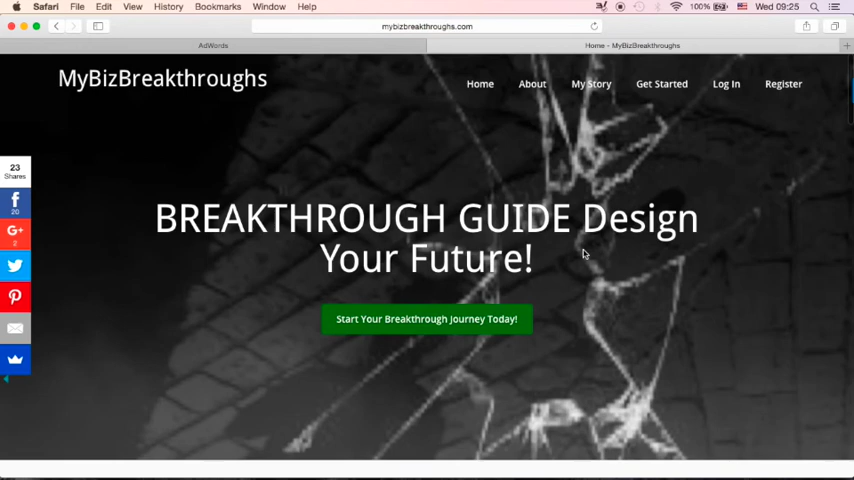 Safari File Edit View History Bookmarks Window Help 100% Wed 09:25
mybizbreakthroughs.com
AdWords Home - MyBizBreakthroughs
MyBizBreakthroughs
Home About My Story Get Started Log In Register
23
Shares
20
2
BREAKTHROUGH GUIDE Design
Your Future!
Start Your Breakthrough Journey Today!